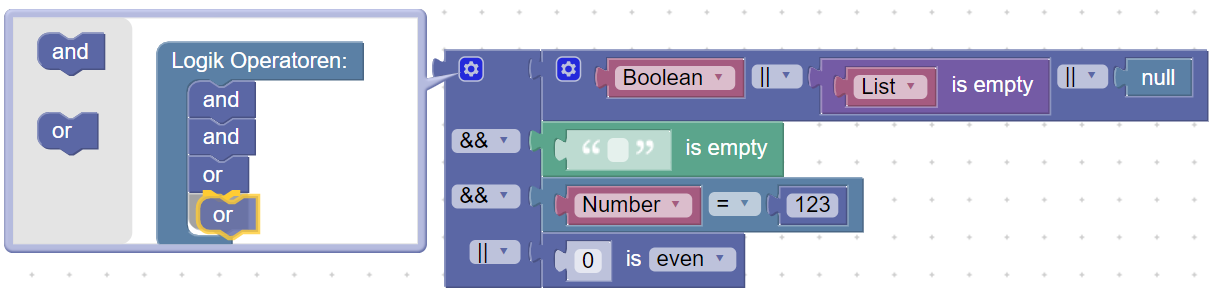 and
or
Logik Operatoren:
and
and
or
or
Boolean || List is empty || null
&& “ ” is empty
&& Number = 123
|| 0 is even